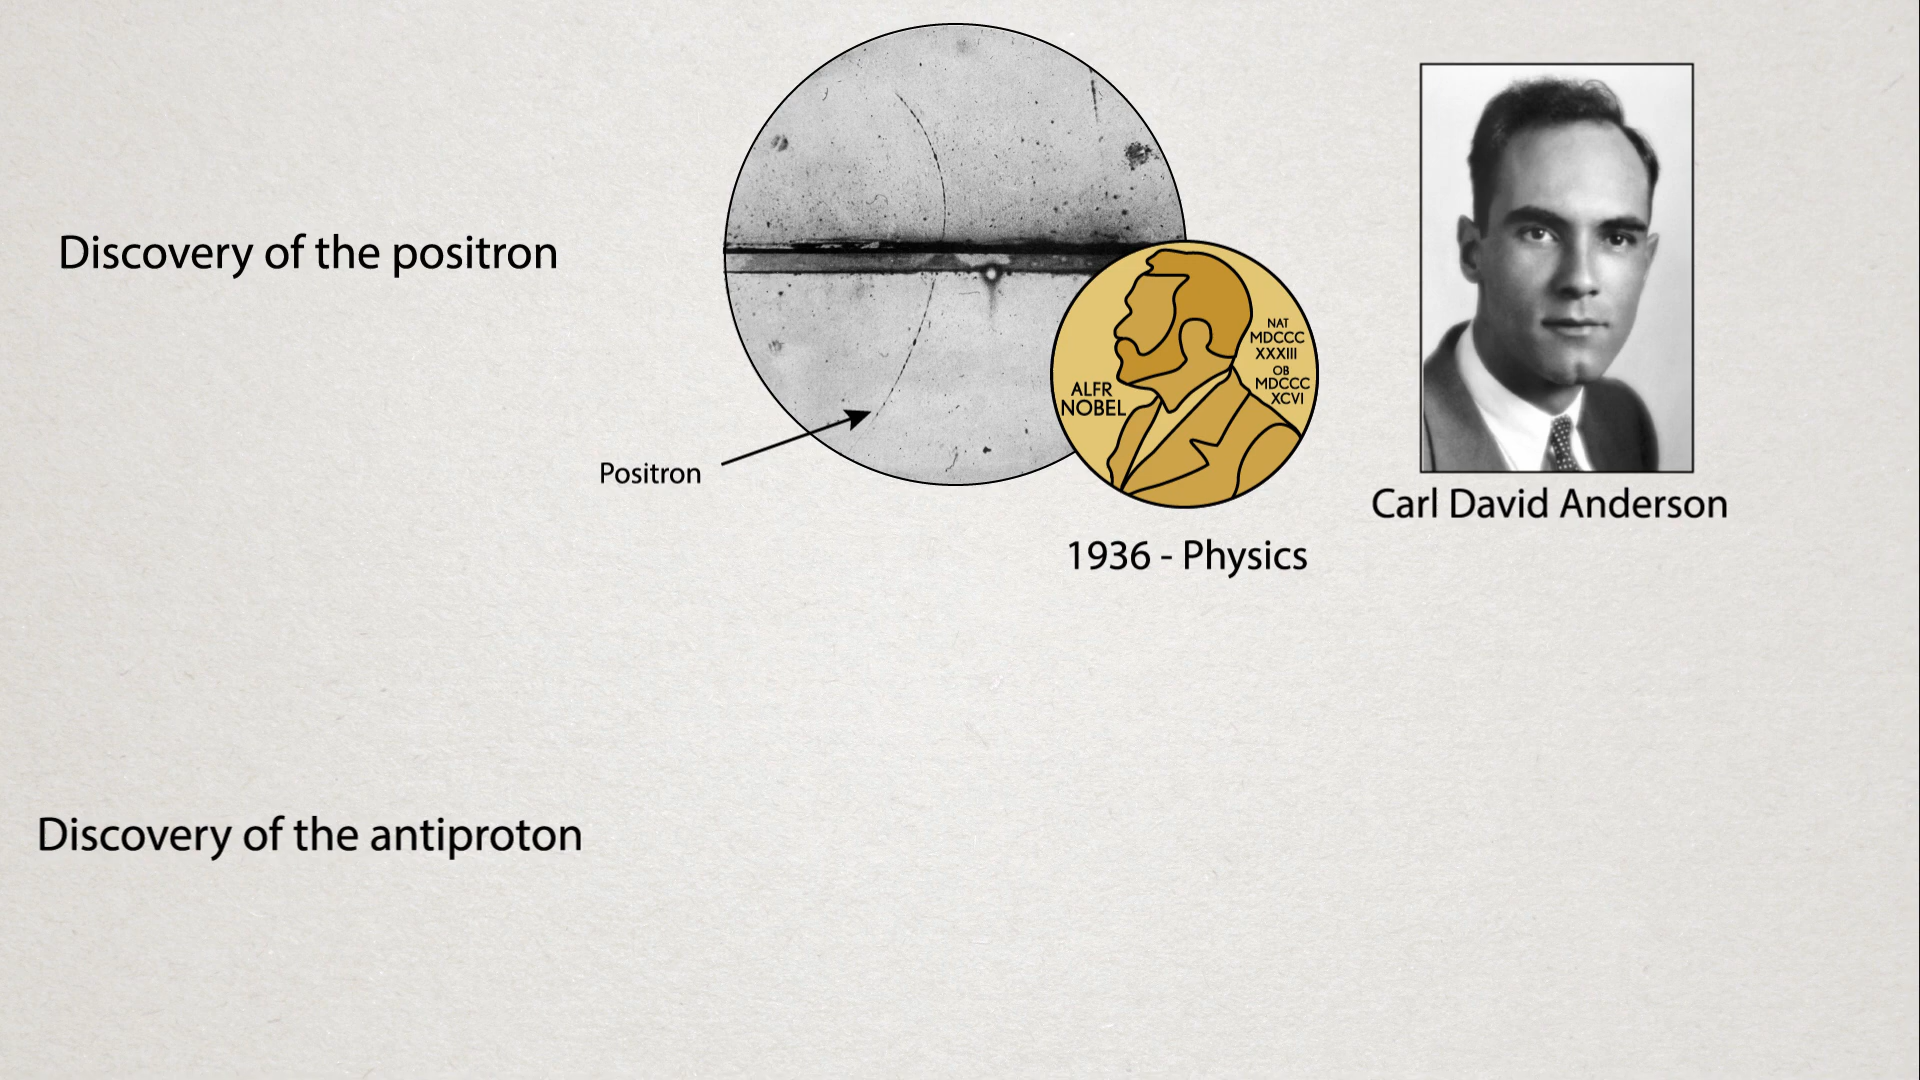 Discovery of the positron
Positron
ALFR
NOBEL
NAT
MDCCC
XXXIII
OB
MDCCC
XCVI
1936 - Physics
Carl David Anderson
Discovery of the antiproton